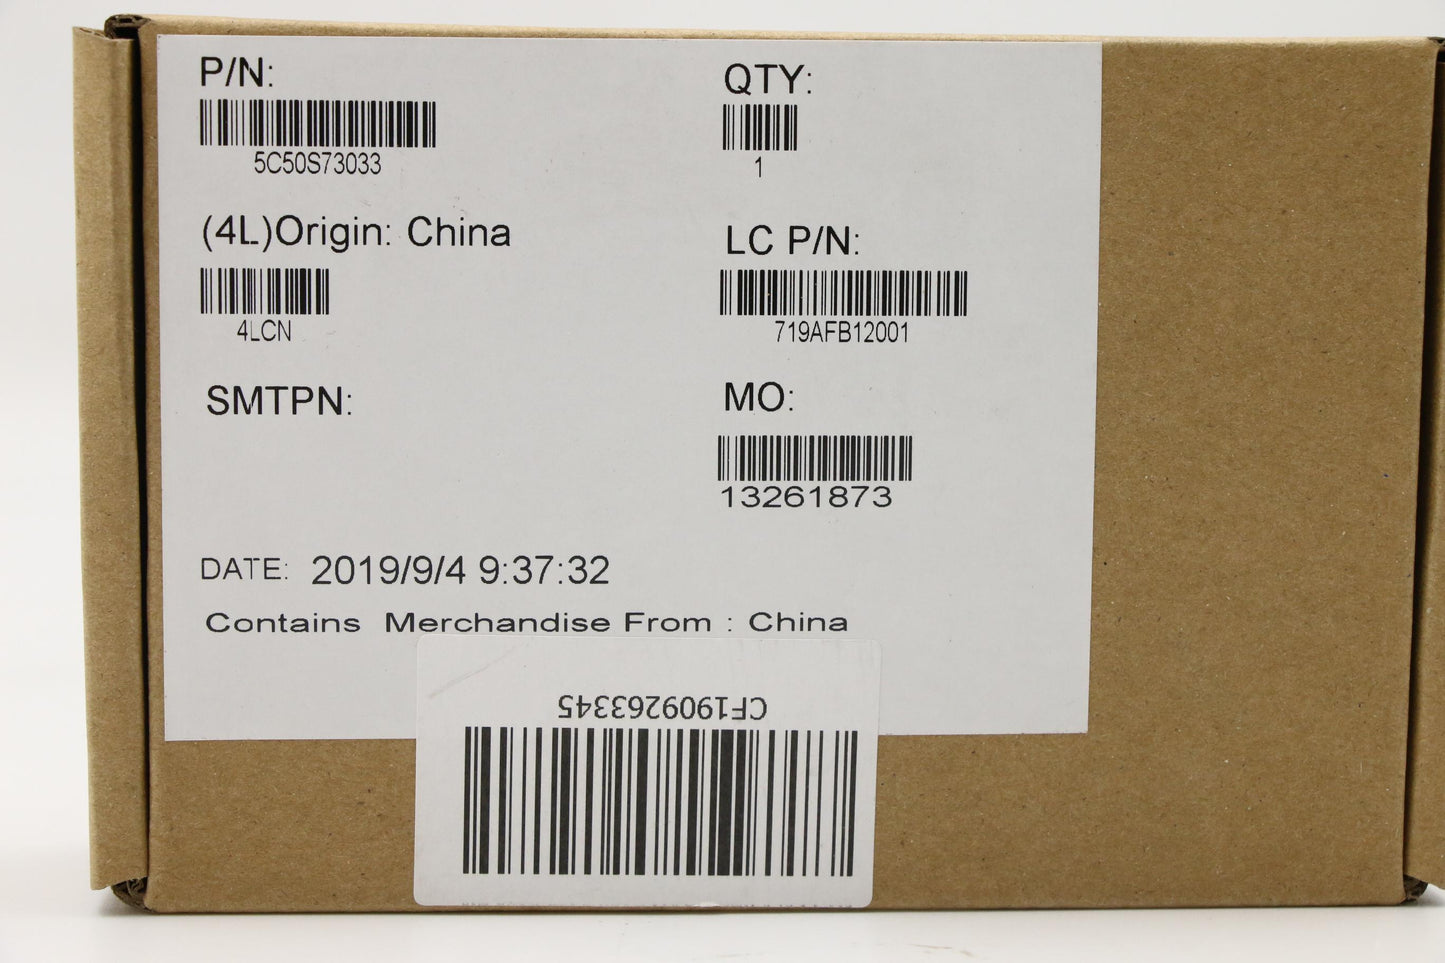 P/N:
5C50S73033
QTY:
1
(4L)Origin: China
4LCN
LC P/N:
719AFB12001
SMTPN:
MO:
13261873
DATE: 2019/9/4 9:37:32
Contains Merchandise From : China
CF1909263345